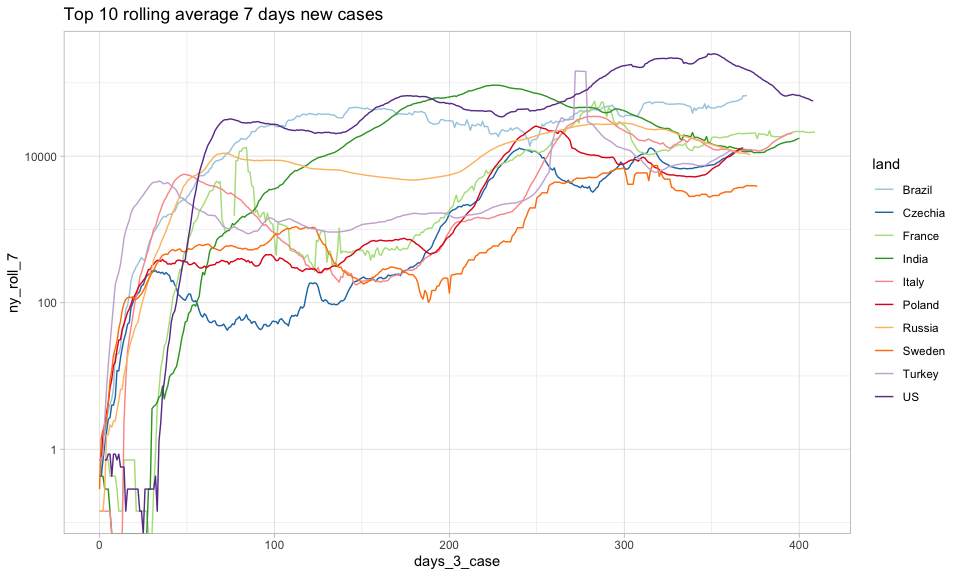 Top 10 rolling average 7 days new cases
ny_roll_7
10000
100
1
0
100
200
300
400
days_3_case
land
Brazil
Czechia
France
India
Italy
Poland
Russia
Sweden
Turkey
US